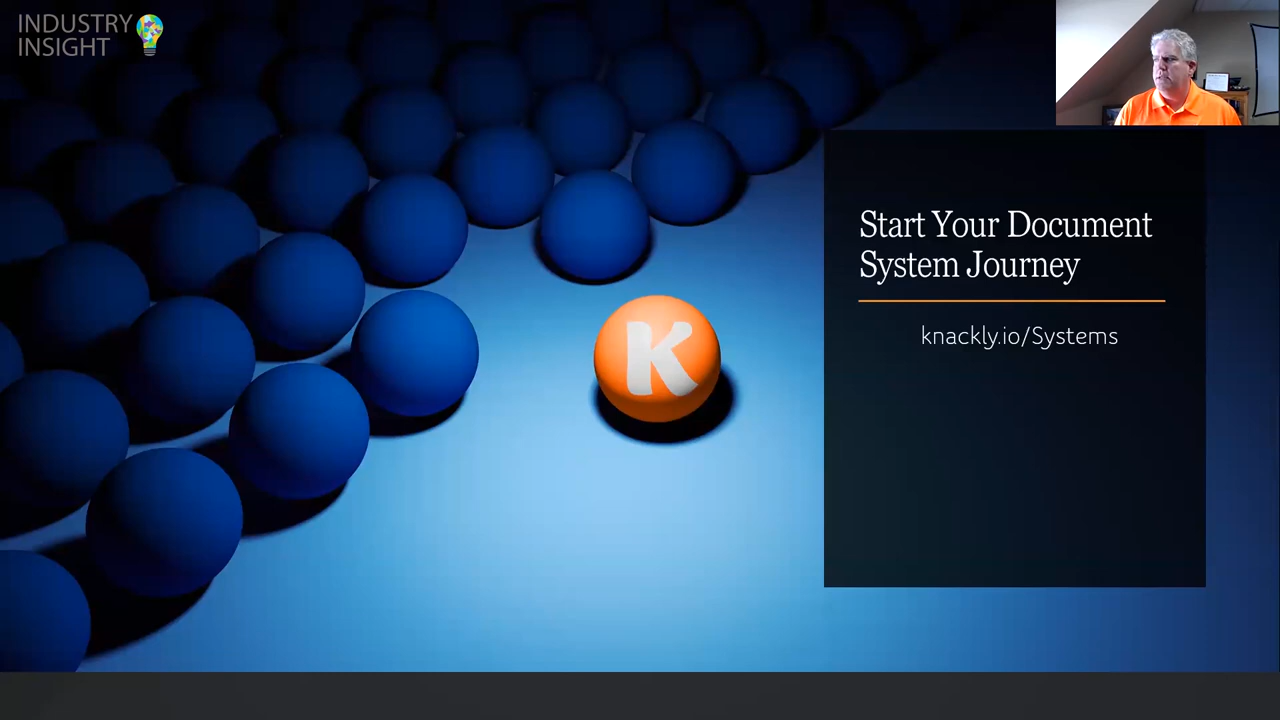 INDUSTRY
INSIGHT
Start Your Document
System Journey
knackly.io/Systems
K